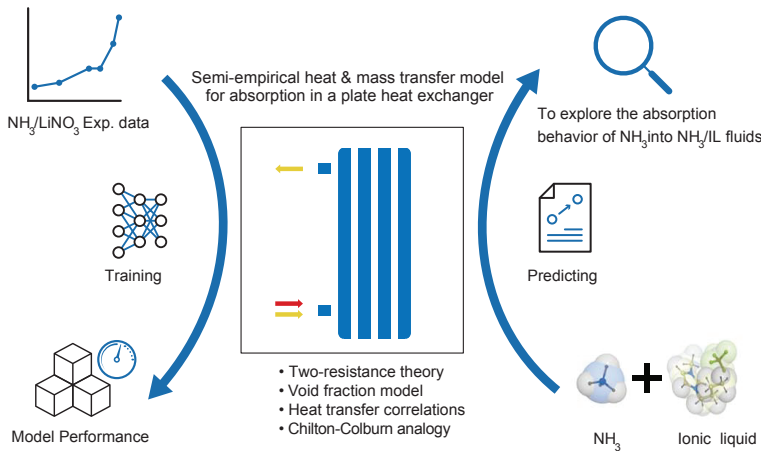 Semi-empirical heat & mass transfer model
for absorption in a plate heat exchanger
NH₃/LiNO₃ Exp. data
Training
Model Performance
• Two-resistance theory
• Void fraction model
• Heat transfer correlations
• Chilton-Colburn analogy
To explore the absorption
behavior of NH₃into NH₃/IL fluids
Predicting
NH₃
Ionic liquid